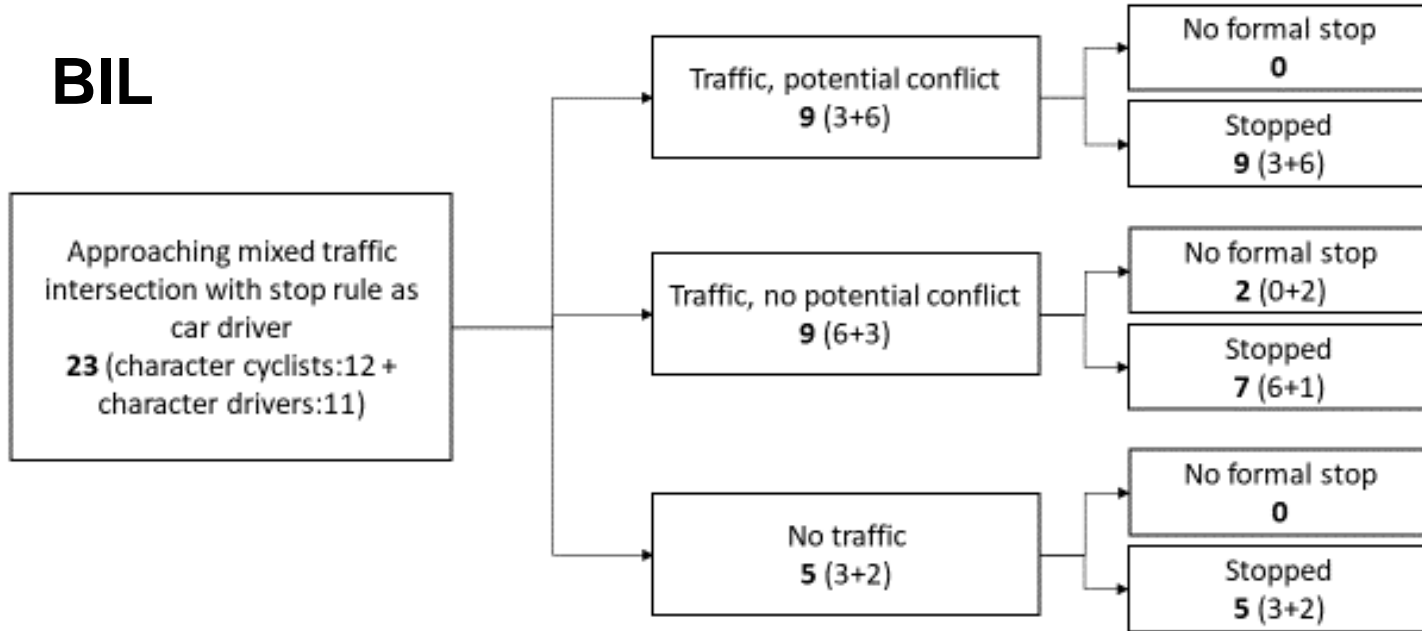 BIL
Approaching mixed traffic
intersection with stop rule as
car driver
23 (character cyclists:12 +
character drivers:11)
Traffic, potential conflict
9 (3+6)
No formal stop
0
Stopped
9 (3+6)
Traffic, no potential conflict
9 (6+3)
No formal stop
2 (0+2)
Stopped
7 (6+1)
No traffic
5 (3+2)
No formal stop
0
Stopped
5 (3+2)